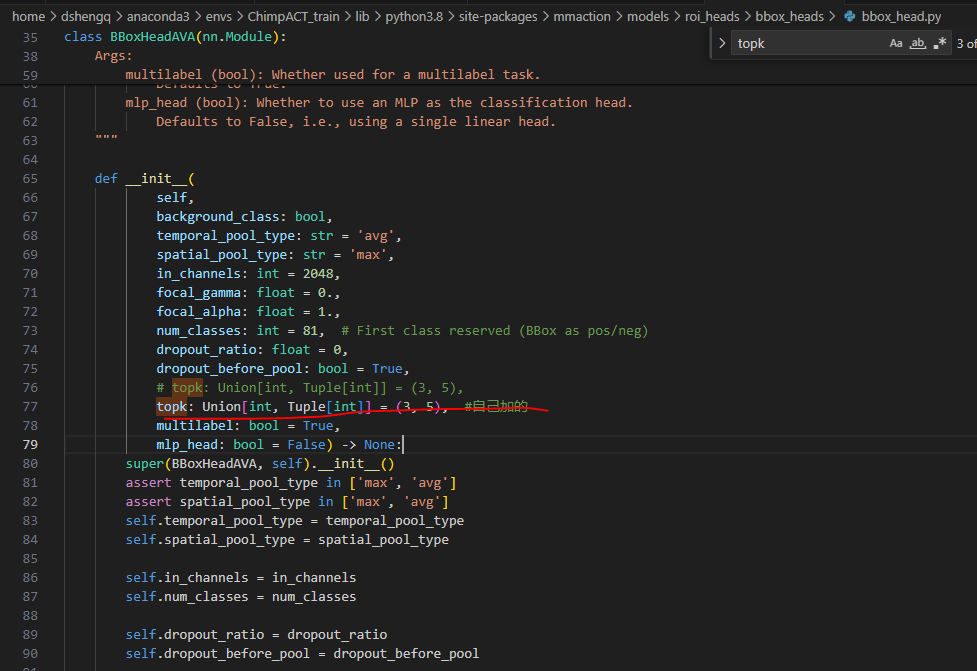 home > dshengq > anaconda3 > envs > ChimpACT_train > lib > python3.8 > site-packages > mmaction > models > roi_heads > bbox_heads > bbox_head.py
topk
Aa ab .* 3 of
35 class BBoxHeadAVA(nn.Module):
38 Args:
59 multilabel (bool): Whether used for a multilabel task.
60 Defaults to True.
61 mlp_head (bool): Whether to use an MLP as the classification head.
62 Defaults to False, i.e., using a single linear head.
63 """
64
65 def __init__(
66 self,
67 background_class: bool,
68 temporal_pool_type: str = 'avg',
69 spatial_pool_type: str = 'max',
70 in_channels: int = 2048,
71 focal_gamma: float = 0.,
72 focal_alpha: float = 1.,
73 num_classes: int = 81,  # First class reserved (BBox as pos/neg)
74 dropout_ratio: float = 0,
75 dropout_before_pool: bool = True,
76 # topk: Union[int, Tuple[int]] = (3, 5),
77 topk: Union[int, Tuple[int]] = (3, 5),  #自己加的
78 multilabel: bool = True,
79 mlp_head: bool = False) -> None:
80 super(BBoxHeadAVA, self).__init__()
81 assert temporal_pool_type in ['max', 'avg']
82 assert spatial_pool_type in ['max', 'avg']
83 self.temporal_pool_type = temporal_pool_type
84 self.spatial_pool_type = spatial_pool_type
85
86 self.in_channels = in_channels
87 self.num_classes = num_classes
88
89 self.dropout_ratio = dropout_ratio
90 self.dropout_before_pool = dropout_before_pool